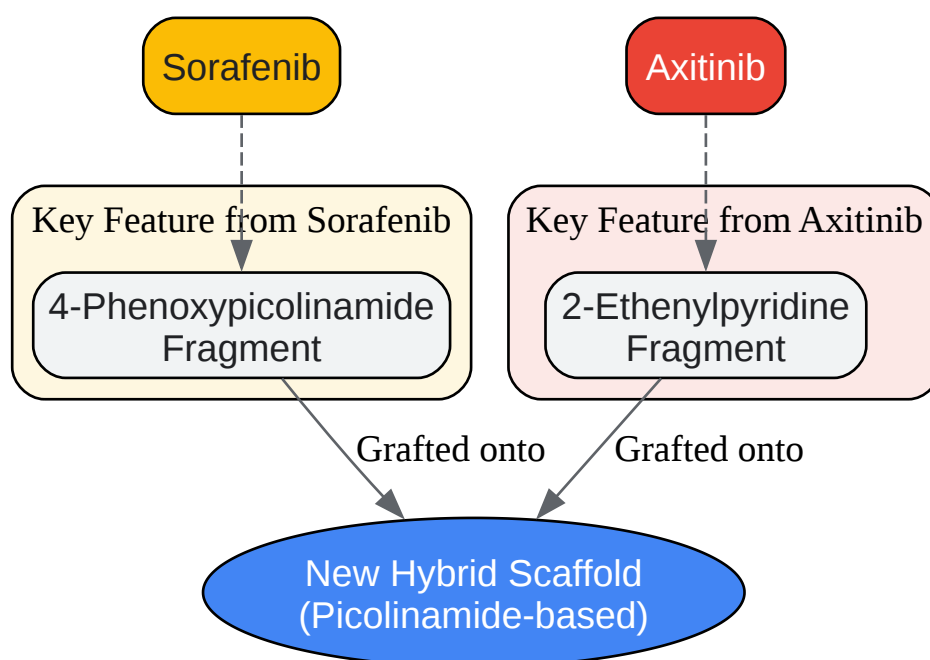 Sorafenib
Axitinib
Key Feature from Sorafenib
Key Feature from Axitinib
4-Phenoxypicolinamide
Fragment
2-Ethenylpyridine
Fragment
Grafted onto
Grafted onto
New Hybrid Scaffold
(Picolinamide-based)